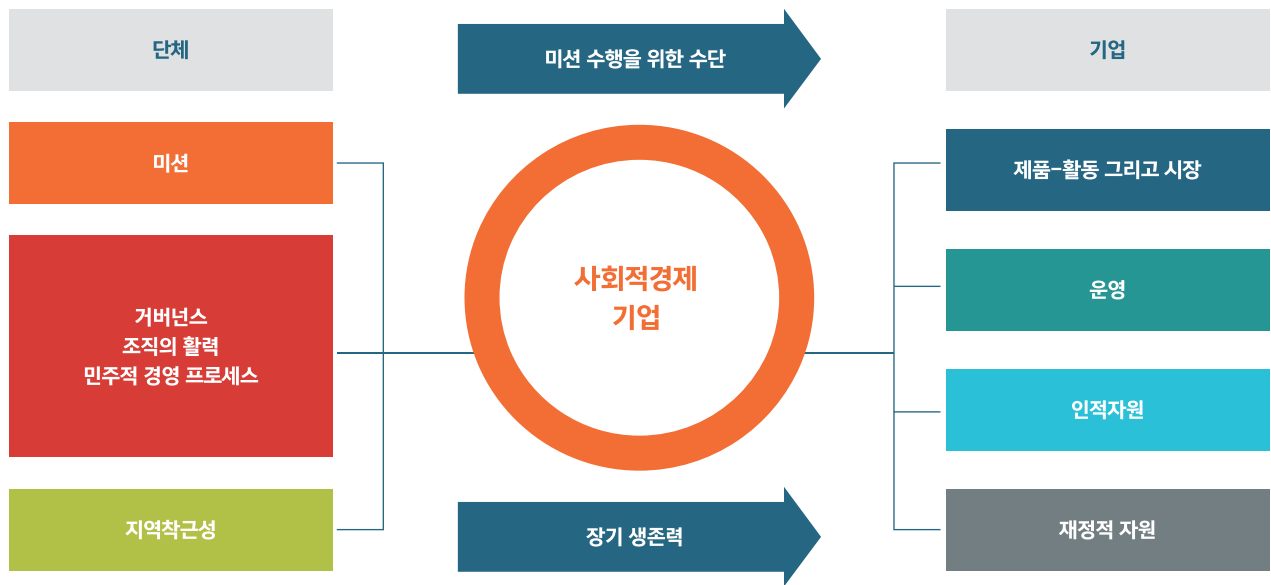 단체
미션 수행을 위한 수단
기업
미션
거버넌스
조직의 활력
민주적 경영 프로세스
지역착근성
사회적경제
기업
장기 생존력
제품-활동 그리고 시장
운영
인적자원
재정적 자원